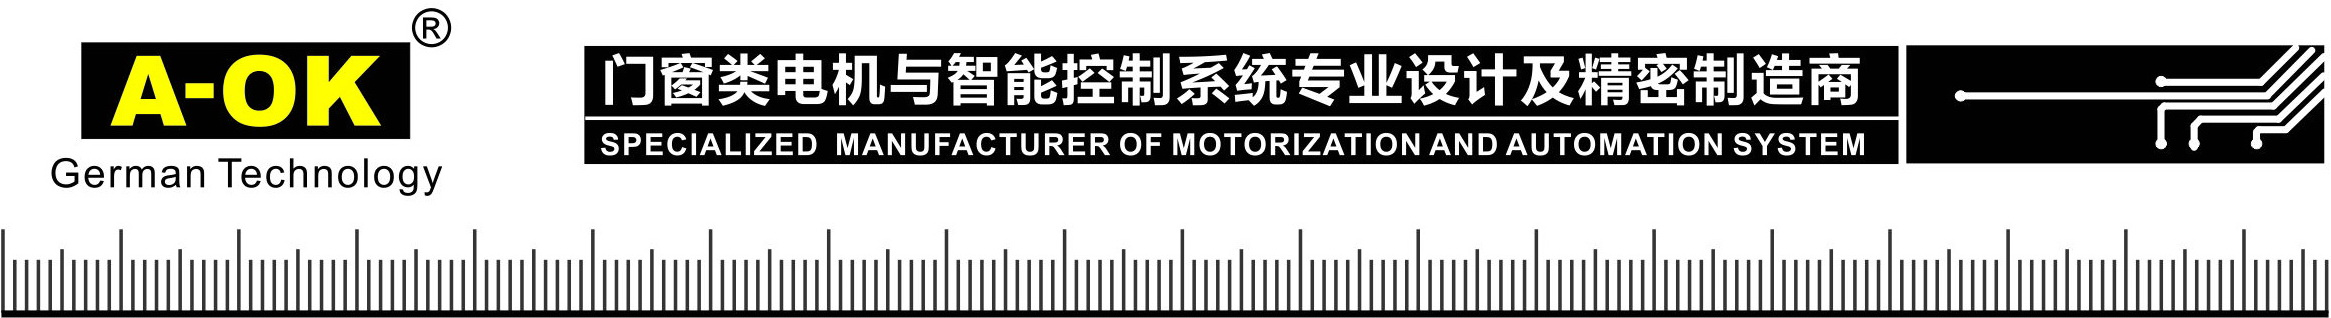 A-OK®
German Technology
门窗类电机与智能控制系统专业设计及精密制造商
SPECIALIZED MANUFACTURER OF MOTORIZATION AND AUTOMATION SYSTEM